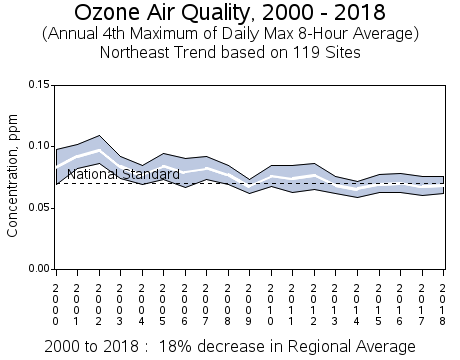 Ozone Air Quality, 2000 - 2018
(Annual 4th Maximum of Daily Max 8-Hour Average)
Northeast Trend based on 119 Sites
Concentration, ppm
0.15
0.10
0.05
0.00
National Standard
2000 2001 2002 2003 2004 2005 2006 2007 2008 2009 2010 2011 2012 2013 2014 2015 2016 2017 2018
2000 to 2018 : 18% decrease in Regional Average